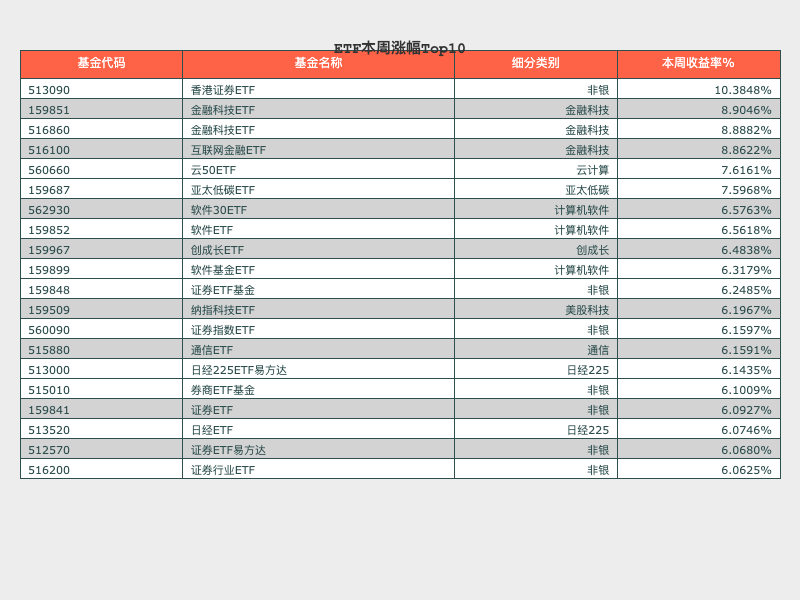 ETF本周涨幅Top10
基金代码 基金名称 细分类别 本周收益率%
513090 香港证券ETF 非银 10.3848%
159851 金融科技ETF 金融科技 8.9046%
516860 金融科技ETF 金融科技 8.8882%
516100 互联网金融ETF 金融科技 8.8622%
560660 云50ETF 云计算 7.6161%
159687 亚太低碳ETF 亚太低碳 7.5968%
562930 软件30ETF 计算机软件 6.5763%
159852 软件ETF 计算机软件 6.5618%
159967 创成长ETF 创成长 6.4838%
159899 软件基金ETF 计算机软件 6.3179%
159848 证券ETF基金 非银 6.2485%
159509 纳指科技ETF 美股科技 6.1967%
560090 证券指数ETF 非银 6.1597%
515880 通信ETF 通信 6.1591%
513000 日经225ETF易方达 日经225 6.1435%
515010 券商ETF基金 非银 6.1009%
159841 证券ETF 非银 6.0927%
513520 日经ETF 日经225 6.0746%
512570 证券ETF易方达 非银 6.0680%
516200 证券行业ETF 非银 6.0625%